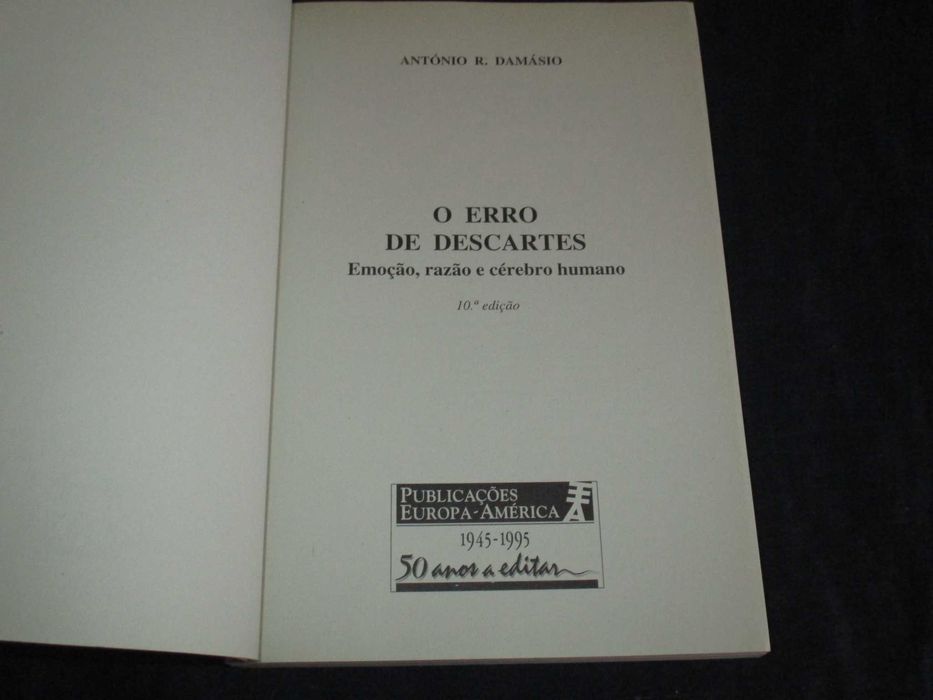 ANTÓNIO R. DAMÁSIO
O ERRO
DE DESCARTES
Emoção, razão e cérebro humano
10.ª edição
PUBLICAÇÕES
EUROPA-AMÉRICA
1945-1995
50 anos a editar